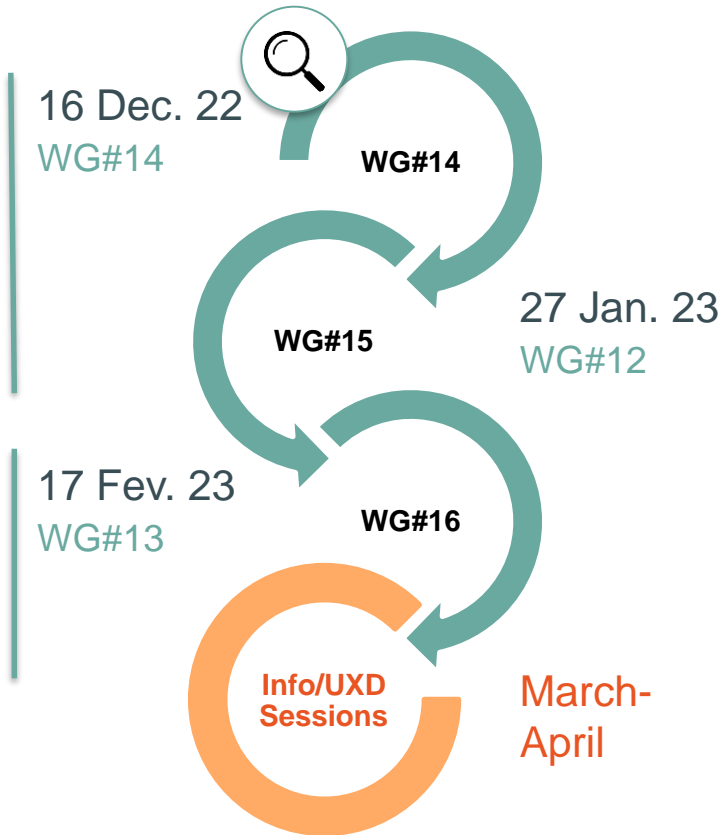 16 Dec. 22
WG#14
WG#14
27 Jan. 23
WG#12
WG#15
17 Fev. 23
WG#13
WG#16
Info/UXD
Sessions
March-
April